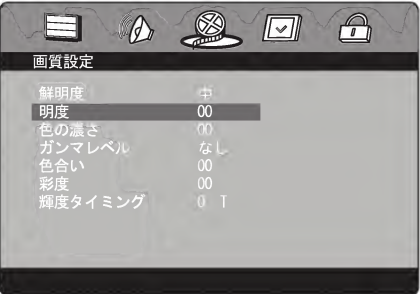 画質設定
鮮明度 中
明度 00
色の濃さ 00
ガンマレベル なし
色合い 00
彩度 00
輝度タイミング 0 T